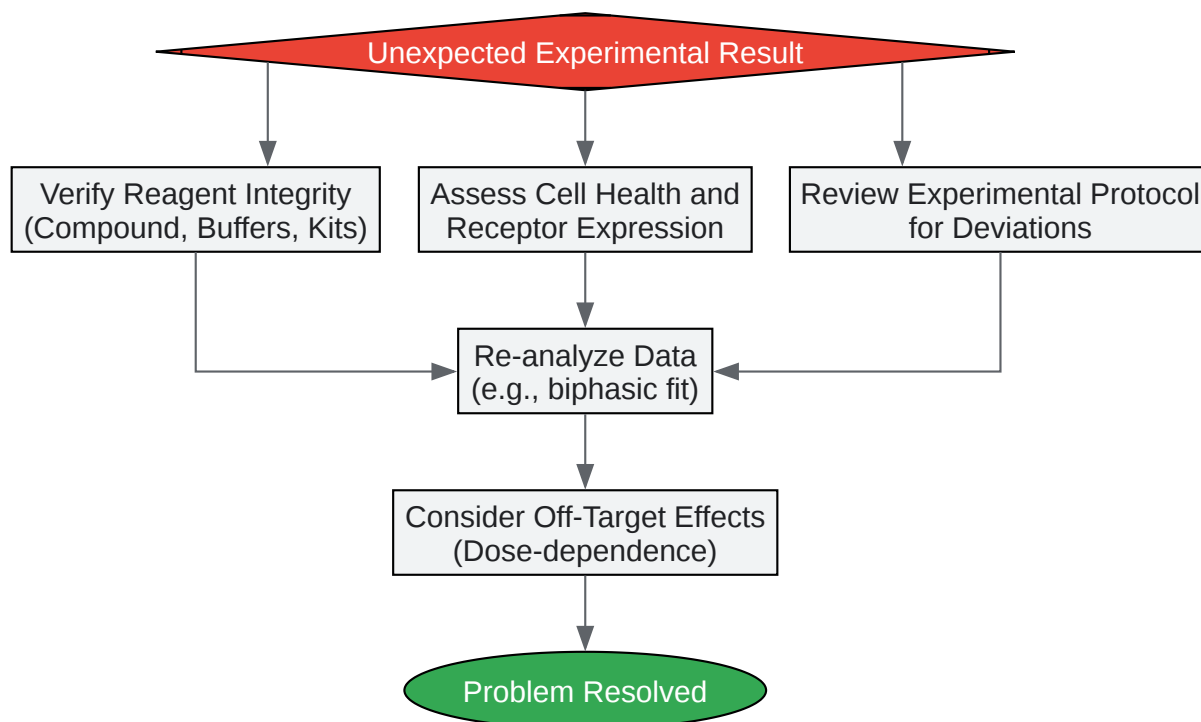 Unexpected Experimental Result
Verify Reagent Integrity
(Compound, Buffers, Kits)
Assess Cell Health and
Receptor Expression
Review Experimental Protocol
for Deviations
Re-analyze Data
(e.g., biphasic fit)
Consider Off-Target Effects
(Dose-dependence)
Problem Resolved